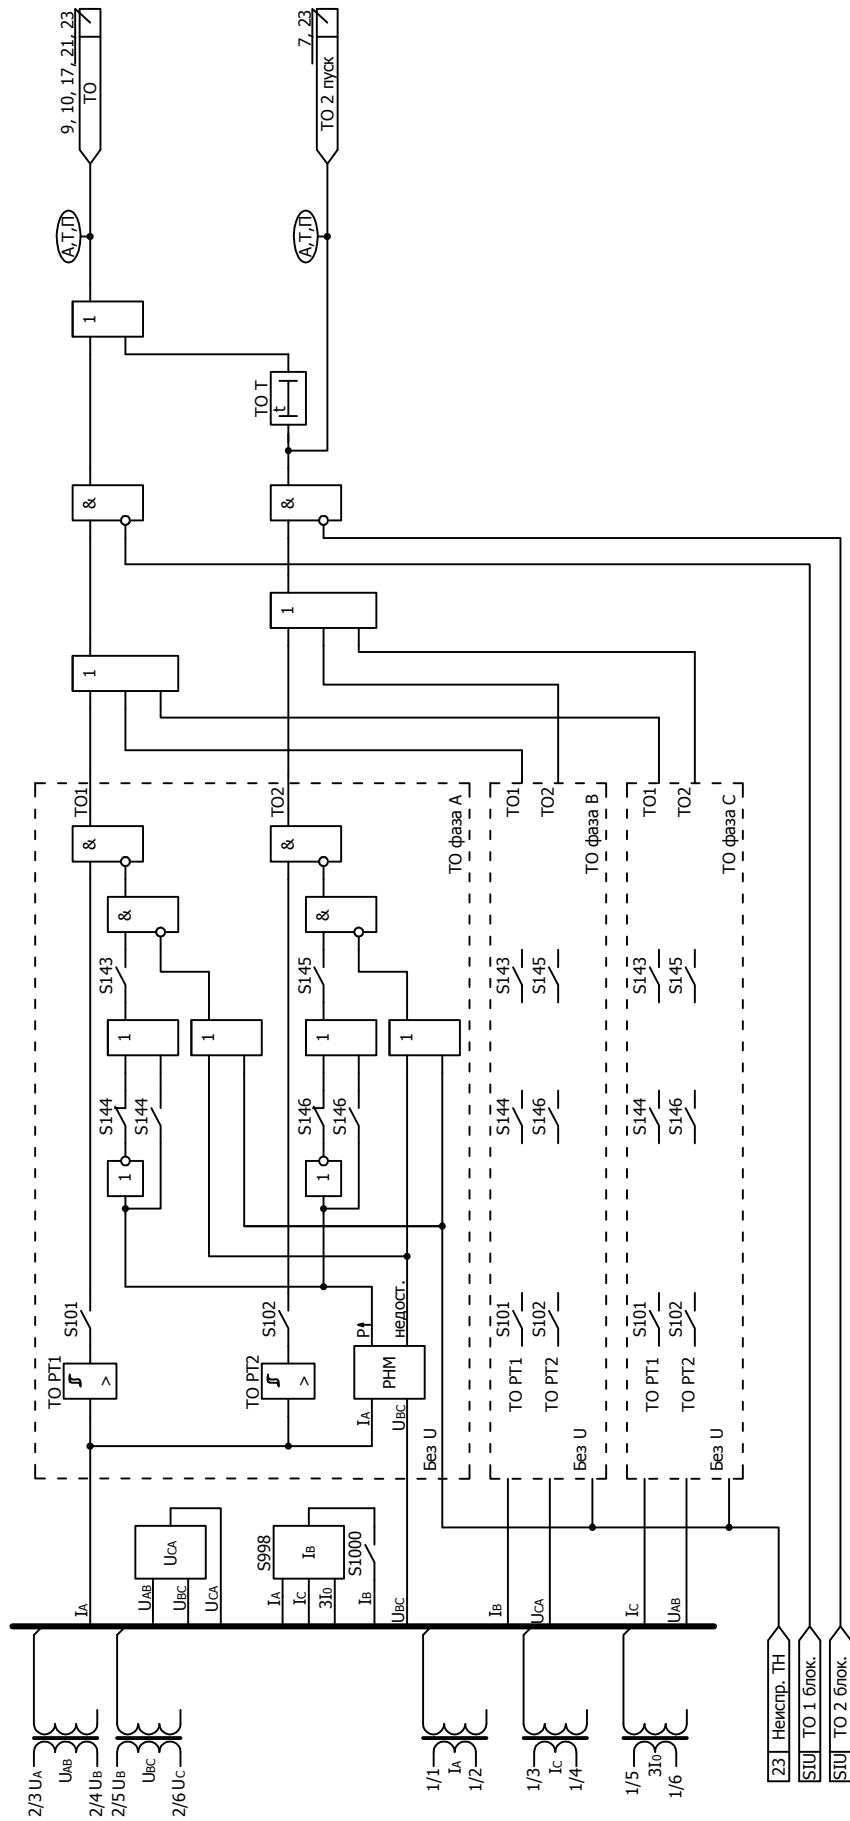 2/3 UA
UAB
2/4 UB
2/5 UB
UBC
2/6 UC
1/1
IA
1/2
1/3
IC
1/4
1/5
3I0
1/6
23 Неиспр. ТН
SIU ТО 1 блок.
SIU ТО 2 блок.
IA
UAB
UBC
UCA
UCA
S998
IA
IC
3I0
IB
IB
S1000
UBC
IB
UCA
IC
UAB
ТО РТ1
>
S101
ТО РТ2
>
S102
IA
UBC
РНМ
P
недост.
Без U
1
S144
S144
1
S143
&
&
ТО1
1
1
S146
S146
1
S145
&
&
ТО2
1
ТО фаза А
ТО РТ1
S101
S144
S143
ТО1
ТО РТ2
S102
S146
S145
ТО2
Без U
ТО фаза В
ТО РТ1
S101
S144
S143
ТО1
ТО РТ2
S102
S146
S145
ТО2
Без U
ТО фаза С
1
1
&
&
ТО Т
t
1
А,Т,П
А,Т,П
9, 10, 17, 21, 23
ТО
7, 23
ТО 2 пуск